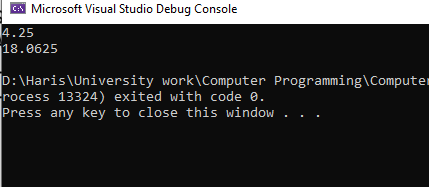 Microsoft Visual Studio Debug Console
4.25
18.0625
D:\Haris\University work\Computer Programming\Computer
rocess 13324) exited with code 0.
Press any key to close this window . . .